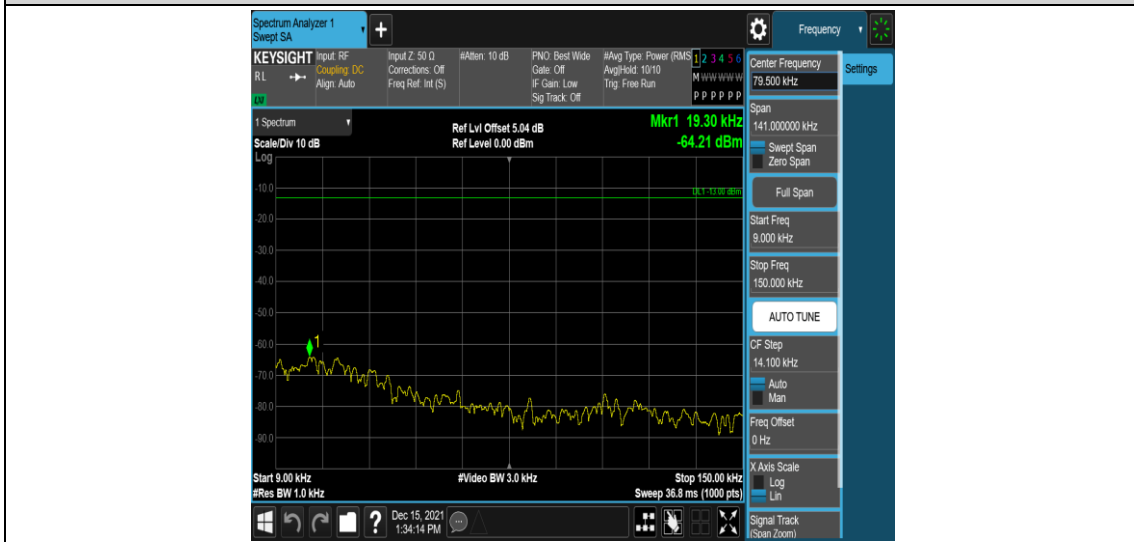 Spectrum Analyzer 1
Swept SA
+
Frequency
KEYSIGHT
RL
LXI
Input: RF
Coupling: DC
Align: Auto
Input Z: 50 Ω
Corrections: Off
Freq Ref: Int (S)
#Atten: 10 dB
PNO: Best Wide
Gate: Off
IF Gain: Low
Sig Track: Off
#Avg Type: Power (RMS
Avg|Hold: 10/10
Trig: Free Run
1 2 3 4 5 6
M W W W W W
P P P P P P
Settings
Center Frequency
79.500 kHz
Span
141.000000 kHz
Swept Span
Zero Span
Full Span
Start Freq
9.000 kHz
Stop Freq
150.000 kHz
AUTO TUNE
CF Step
14.100 kHz
Auto
Man
Freq Offset
0 Hz
X Axis Scale
Log
Lin
Signal Track
(Span Zoom)
1 Spectrum
Scale/Div 10 dB
Log
Ref Lvl Offset 5.04 dB
Ref Level 0.00 dBm
Mkr1 19.30 kHz
-64.21 dBm
DL1 -13.00 dBm
-10.0
-20.0
-30.0
-40.0
-50.0
-60.0
-70.0
-80.0
-90.0
1
Start 9.00 kHz
#Res BW 1.0 kHz
#Video BW 3.0 kHz
Stop 150.00 kHz
Sweep 36.8 ms (1000 pts)
?
Dec 15, 2021
1:34:14 PM